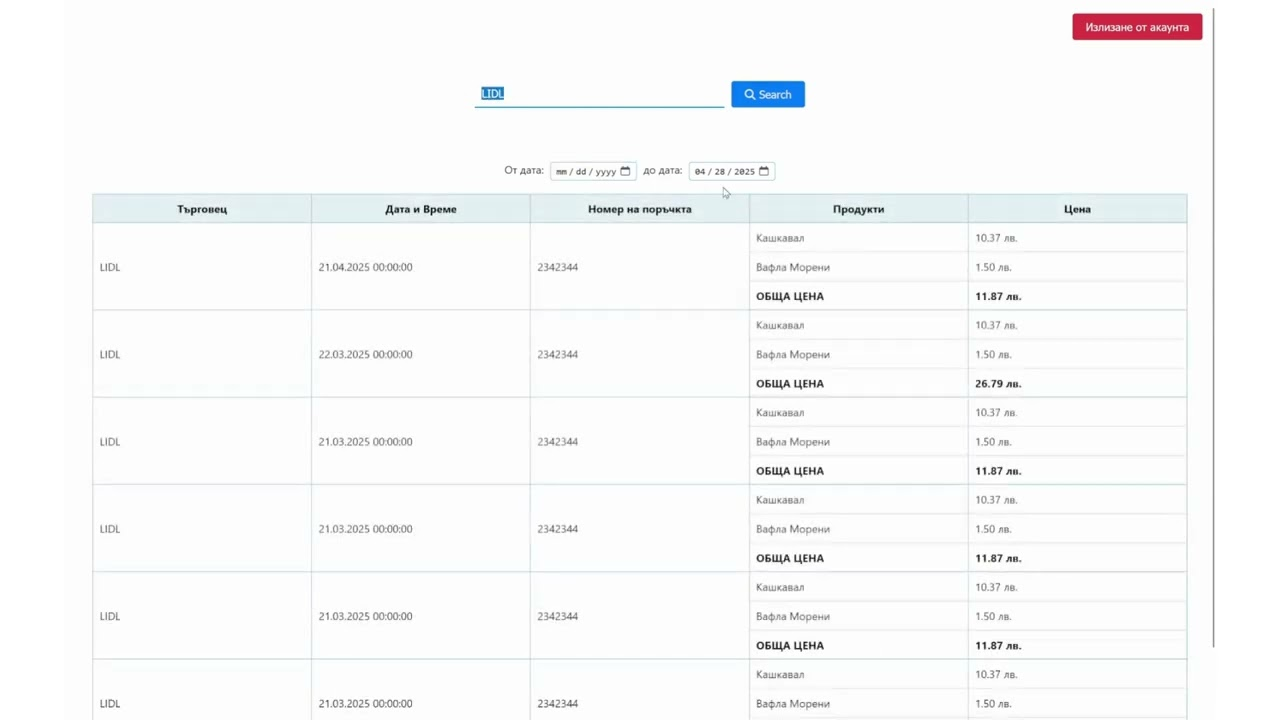 Излизане от акаунта
LIDL Search
От дата: mm / dd / yyyy до дата: 04 / 28 / 2025
Търговец Дата и Време Номер на поръчкта Продукти Цена
Кашкавал 10.37 лв.
LIDL 21.04.2025 00:00:00 2342344 Вафла Морени 1.50 лв.
ОБЩА ЦЕНА 11.87 лв.
Кашкавал 10.37 лв.
LIDL 22.03.2025 00:00:00 2342344 Вафла Морени 1.50 лв.
ОБЩА ЦЕНА 26.79 лв.
Кашкавал 10.37 лв.
LIDL 21.03.2025 00:00:00 2342344 Вафла Морени 1.50 лв.
ОБЩА ЦЕНА 11.87 лв.
Кашкавал 10.37 лв.
LIDL 21.03.2025 00:00:00 2342344 Вафла Морени 1.50 лв.
ОБЩА ЦЕНА 11.87 лв.
Кашкавал 10.37 лв.
LIDL 21.03.2025 00:00:00 2342344 Вафла Морени 1.50 лв.
ОБЩА ЦЕНА 11.87 лв.
Кашкавал 10.37 лв.
LIDL 21.03.2025 00:00:00 2342344 Вафла Морени 1.50 лв.